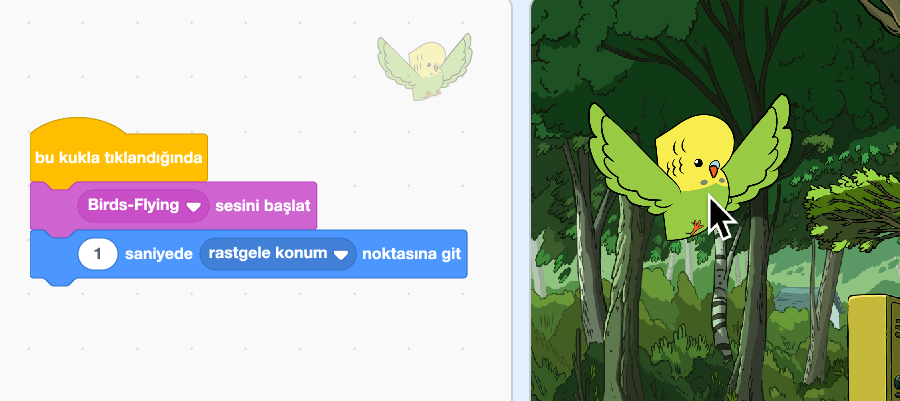 bu kukla tıklandığında
Birds-Flying sesini başlat
1 saniyede rastgele konum noktasına git